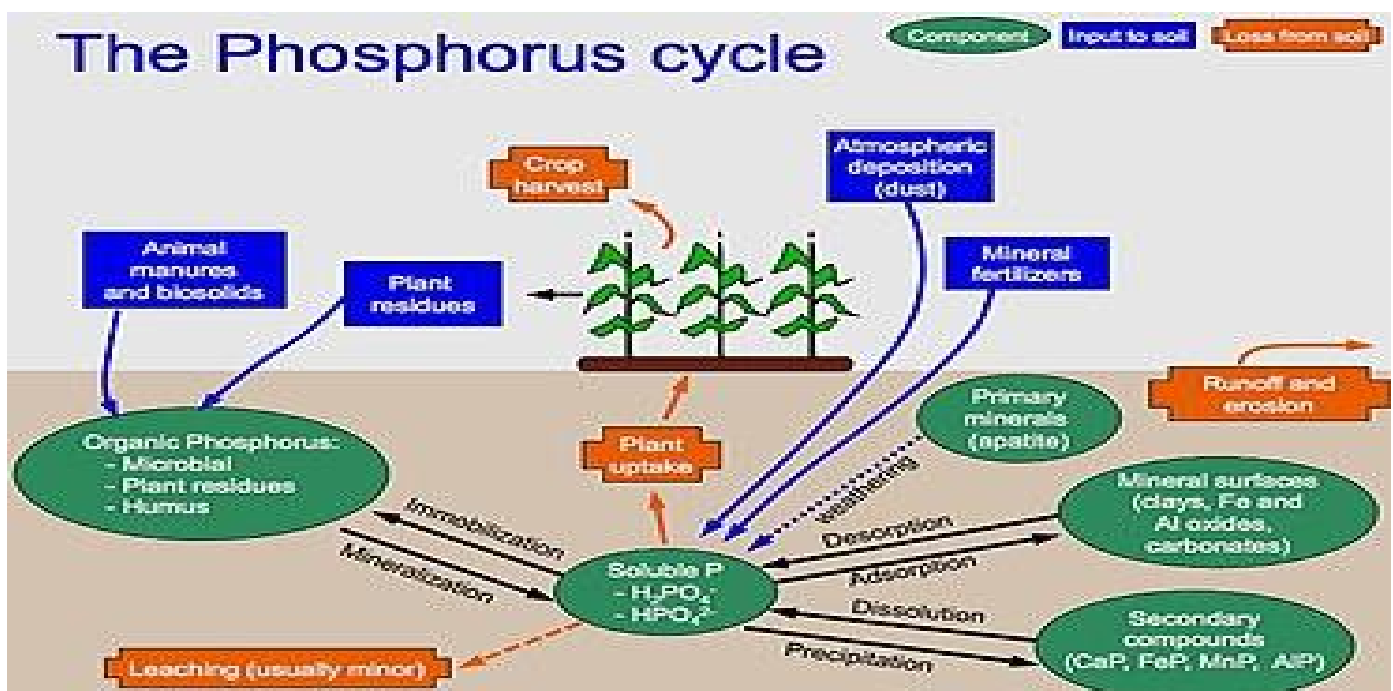 The Phosphorus cycle
Component
Input to soil
Loss from soil
Atmospheric
deposition
(dust)
Crop
harvest
Animal
manures
and biosolids
Plant
residues
Mineral
fertilizers
Runoff and
erosion
Primary
minerals
(apatite)
Organic Phosphorus:
- Microbial
- Plant residues
- Humus
Plant
uptake
weathering
Mineral surfaces
(clays, Fe and
Al oxides,
carbonates)
Immobilization
Mineralization
Desorption
Adsorption
Soluble P
- H₂PO₄⁻
- HPO₄²⁻
Dissolution
Precipitation
Secondary
compounds
(CaP, FeP, MnP, AlP)
Leaching (usually minor)